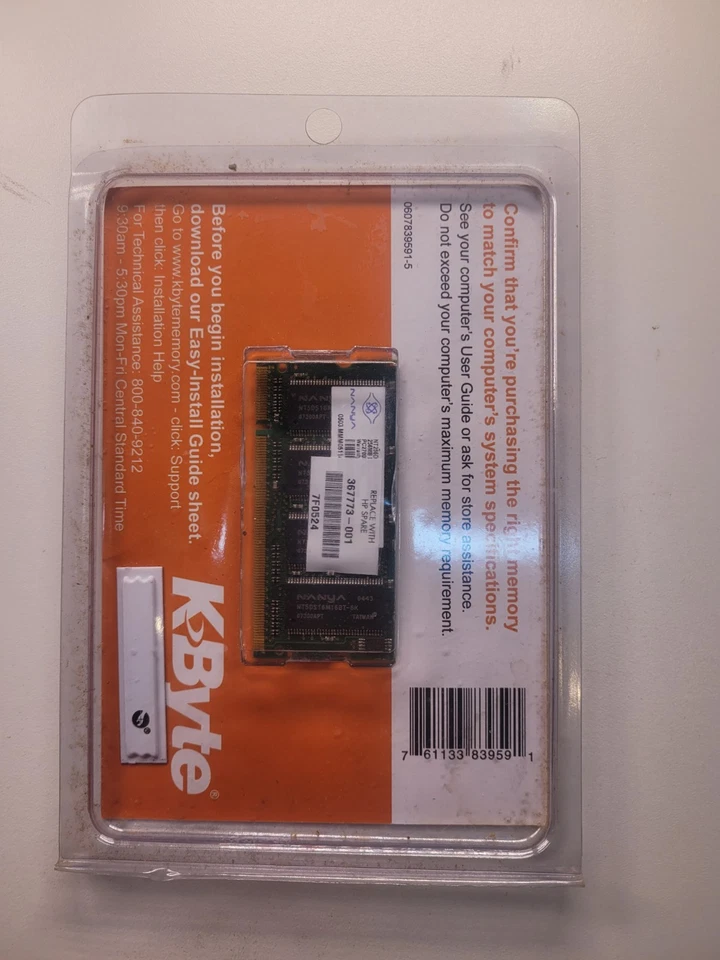 Confirm that you're purchasing the right memory
to match your computer's system specifications.
See your computer's User Guide or ask for store assistance.
Do not exceed your computer's maximum memory requirement.
0607839591-5
7 61133 83959 1
NANYA
REPLACE WITH
HP SPARE
367773-001
7F0524
NANYA
Before you begin installation,
download our Easy-Install Guide sheet.
Go to www.kbytememory.com - click: Support
then click: Installation Help
For Technical Assistance: 800-840-9212
9:30am - 5:30pm Mon-Fri Central Standard Time
KByte®